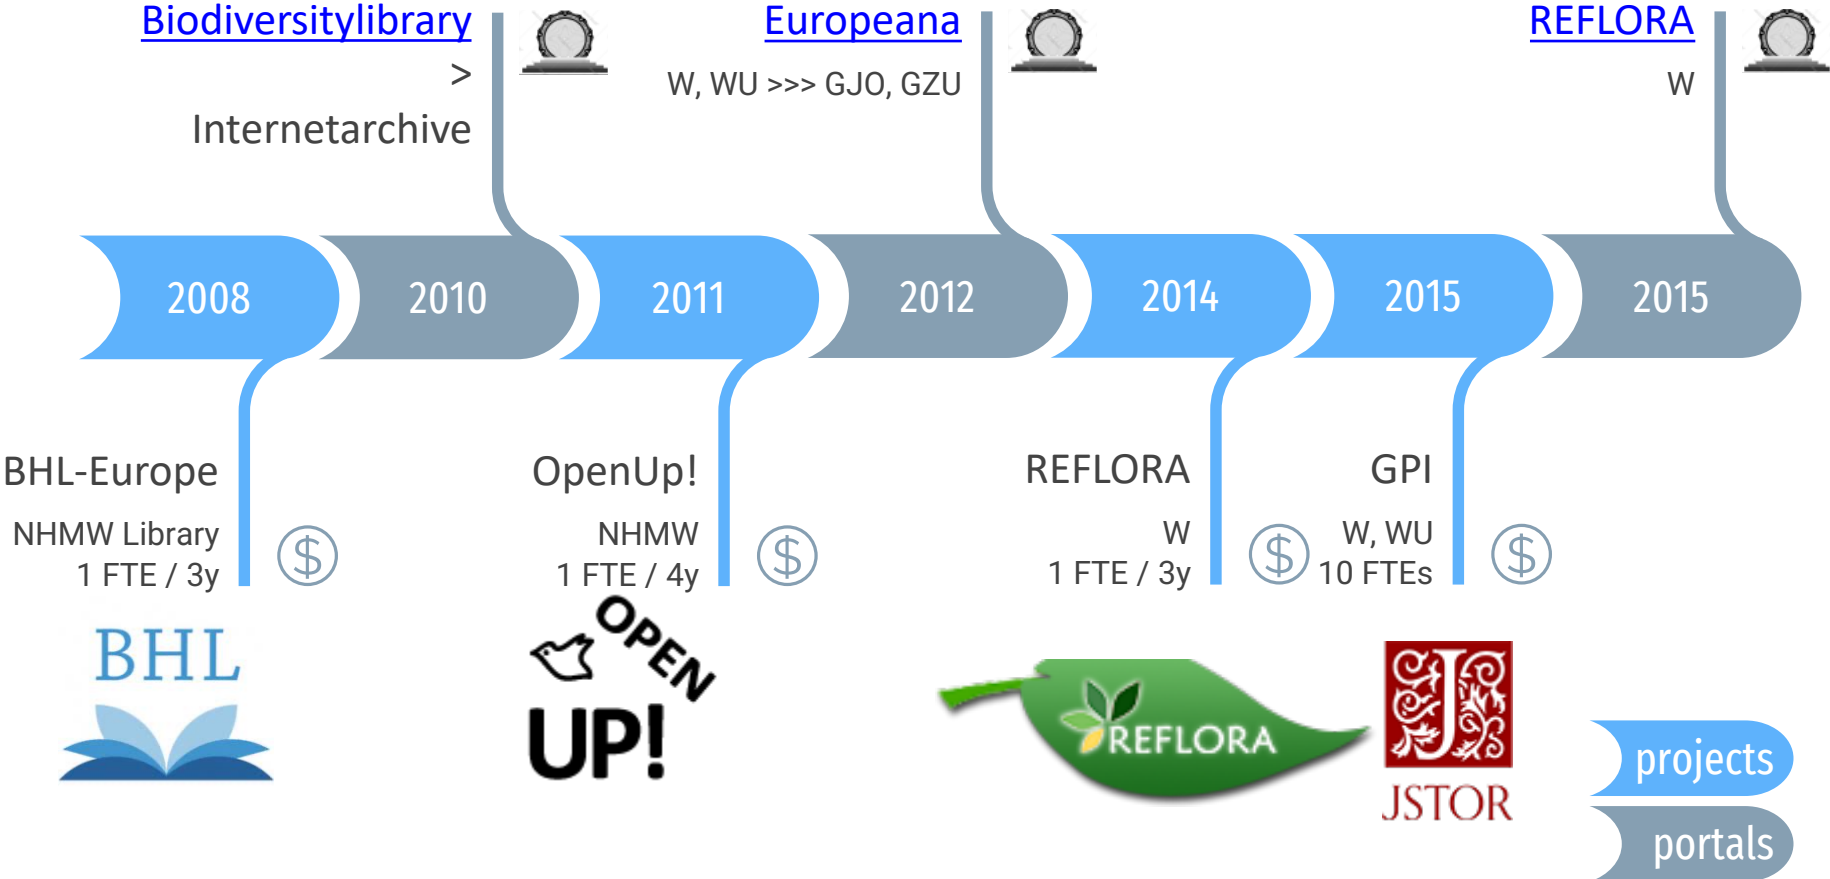 Biodiversitylibrary
>
Internetarchive
Europeana
W, WU >>> GJO, GZU
REFLORA
W
2008
2010
2011
2012
2014
2015
2015
BHL-Europe
NHMW Library
1 FTE / 3y
$
OpenUp!
NHMW
1 FTE / 4y
$
REFLORA
W
1 FTE / 3y
$
GPI
W, WU
10 FTEs
$
BHL
OPEN
UP!
REFLORA
J
JSTOR
projects
portals